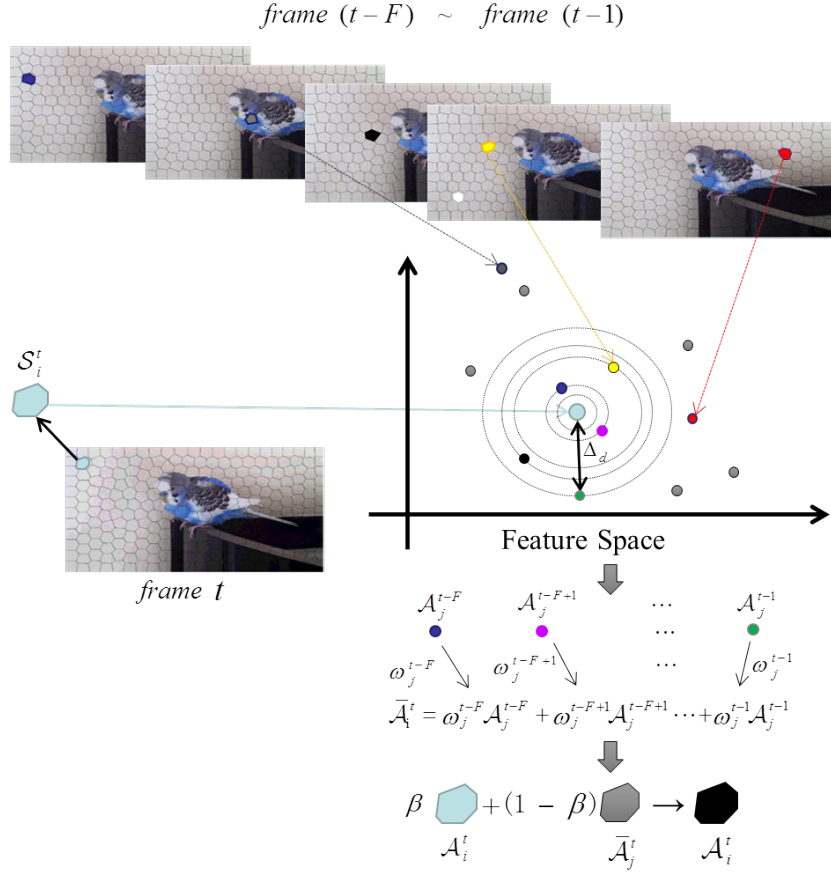 frame (t − F) ~ frame (t−1)
S_i^t
Δ_d
Feature Space
frame t
A_j^{t−F} A_j^{t−F+1} ... A_j^{t−1}
...
ω_j^{t−F} ω_j^{t−F+1} ... ω_j^{t−1}
Ā_i^t = ω_j^{t−F} A_j^{t−F} + ω_j^{t−F+1} A_j^{t−F+1} ··· + ω_j^{t−1} A_j^{t−1}
β + (1 − β) →
A_i^t Ā_j^t A_i^t